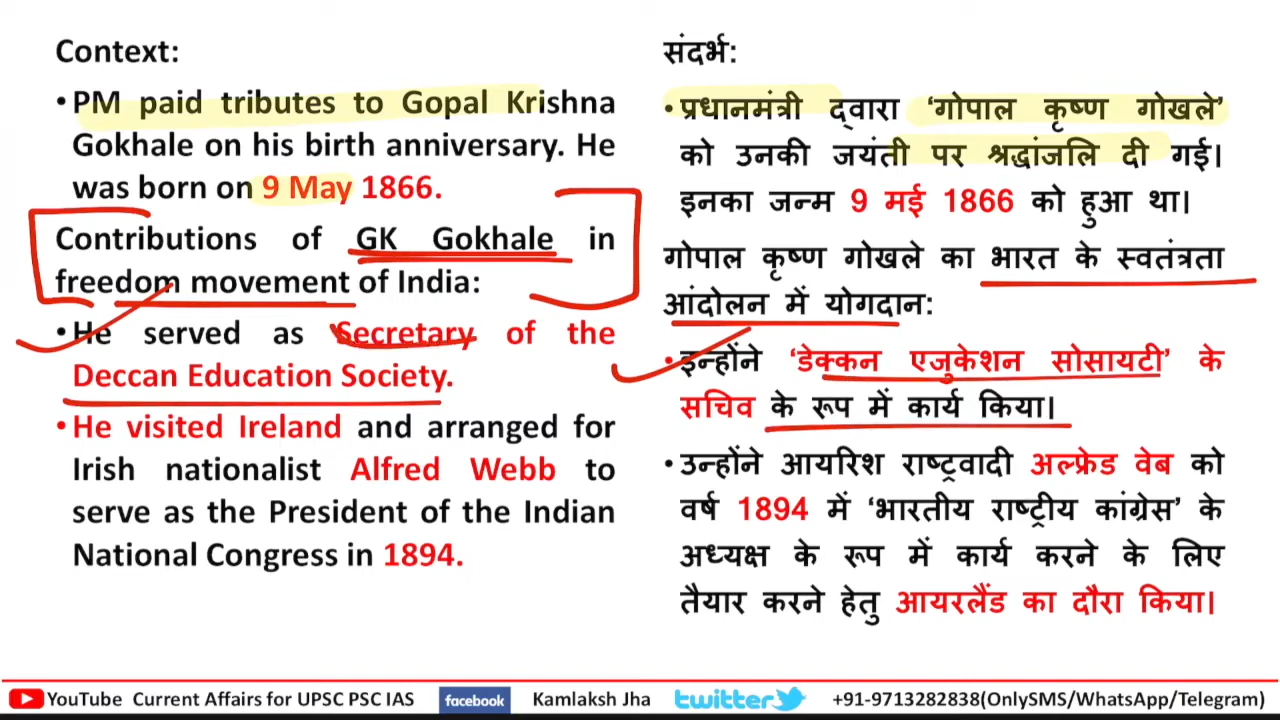 Context:
• PM paid tributes to Gopal Krishna
Gokhale on his birth anniversary. He
was born on 9 May 1866.
Contributions of GK Gokhale in
freedom movement of India:
• He served as Secretary of the
Deccan Education Society.
• He visited Ireland and arranged for
Irish nationalist Alfred Webb to
serve as the President of the Indian
National Congress in 1894.
संदर्भ:
• प्रधानमंत्री द्वारा ‘गोपाल कृष्ण गोखले’
को उनकी जयंती पर श्रद्धांजलि दी गई।
इनका जन्म 9 मई 1866 को हुआ था।
गोपाल कृष्ण गोखले का भारत के स्वतंत्रता
आंदोलन में योगदान:
• इन्होंने ‘डेक्कन एजुकेशन सोसायटी’ के
सचिव के रूप में कार्य किया।
• उन्होंने आयरिश राष्ट्रवादी अल्फ्रेड वेब को
वर्ष 1894 में ‘भारतीय राष्ट्रीय कांग्रेस’ के
अध्यक्ष के रूप में कार्य करने के लिए
तैयार करने हेतु आयरलैंड का दौरा किया।
YouTube Current Affairs for UPSC PSC IAS facebook Kamlaksh Jha twitter +91-9713282838(OnlySMS/WhatsApp/Telegram)